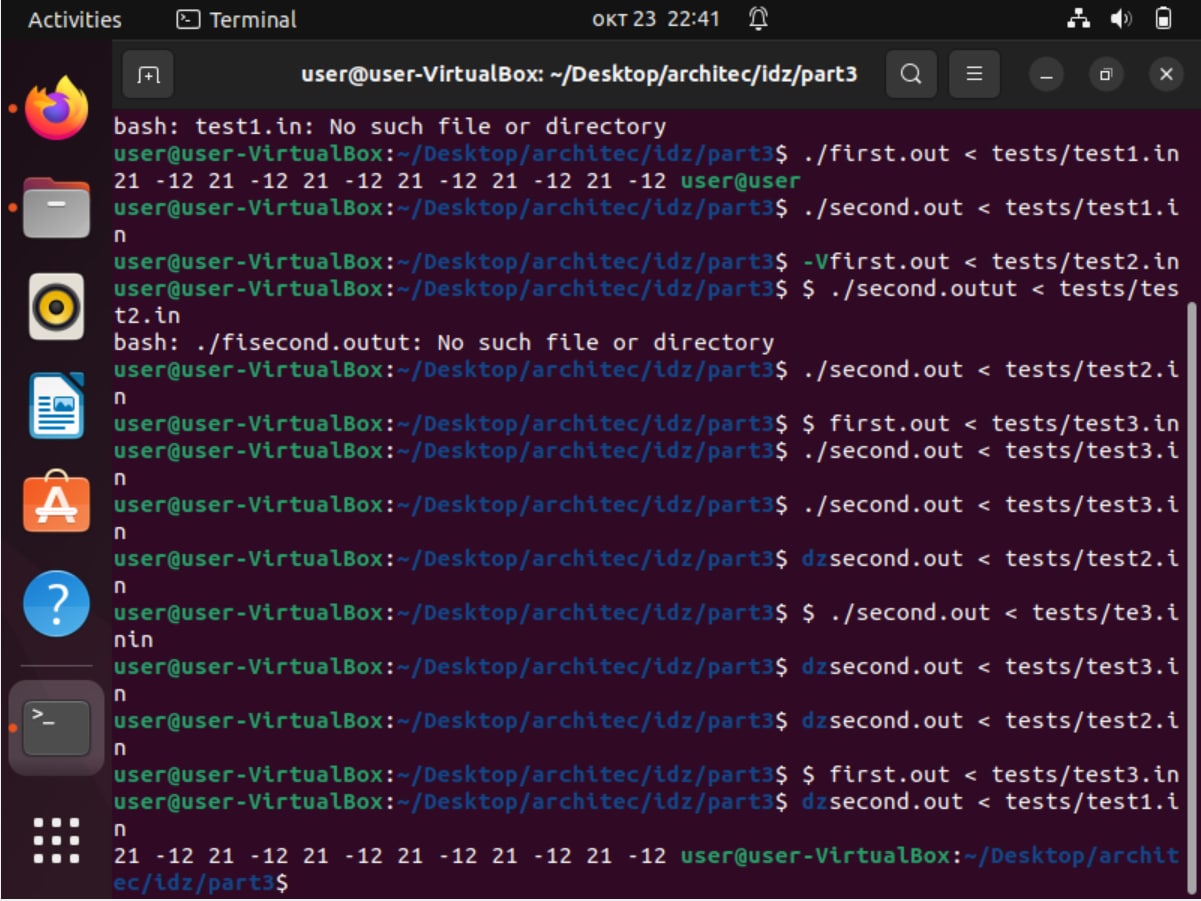 Activities Terminal окт 23 22:41
user@user-VirtualBox: ~/Desktop/architec/idz/part3
bash: test1.in: No such file or directory
user@user-VirtualBox:~/Desktop/architec/idz/part3$ ./first.out < tests/test1.in
21 -12 21 -12 21 -12 21 -12 21 -12 21 -12 user@user
user@user-VirtualBox:~/Desktop/architec/idz/part3$ ./second.out < tests/test1.i
n
user@user-VirtualBox:~/Desktop/architec/idz/part3$ -Vfirst.out < tests/test2.in
user@user-VirtualBox:~/Desktop/architec/idz/part3$ $ ./second.outut < tests/tes
t2.in
bash: ./fisecond.outut: No such file or directory
user@user-VirtualBox:~/Desktop/architec/idz/part3$ ./second.out < tests/test2.i
n
user@user-VirtualBox:~/Desktop/architec/idz/part3$ $ first.out < tests/test3.in
user@user-VirtualBox:~/Desktop/architec/idz/part3$ ./second.out < tests/test3.i
n
user@user-VirtualBox:~/Desktop/architec/idz/part3$ ./second.out < tests/test3.i
n
user@user-VirtualBox:~/Desktop/architec/idz/part3$ dzsecond.out < tests/test2.i
n
user@user-VirtualBox:~/Desktop/architec/idz/part3$ $ ./second.out < tests/te3.i
nin
user@user-VirtualBox:~/Desktop/architec/idz/part3$ dzsecond.out < tests/test3.i
n
user@user-VirtualBox:~/Desktop/architec/idz/part3$ dzsecond.out < tests/test2.i
n
user@user-VirtualBox:~/Desktop/architec/idz/part3$ $ first.out < tests/test3.in
user@user-VirtualBox:~/Desktop/architec/idz/part3$ dzsecond.out < tests/test1.i
n
21 -12 21 -12 21 -12 21 -12 21 -12 21 -12 user@user-VirtualBox:~/Desktop/archit
ec/idz/part3$